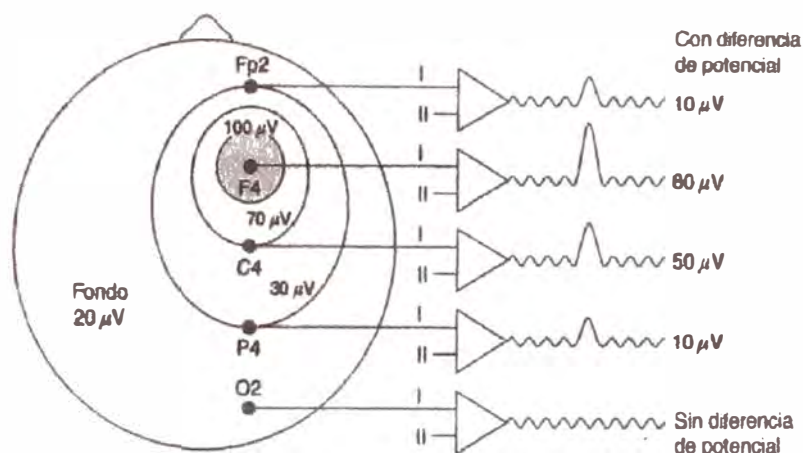 Con diferencia
de potencial
Fp2
I
II
10 µV
100 µV
F4
I
II
80 µV
70 µV
C4
I
II
50 µV
30 µV
Fondo
20 µV
P4
I
II
10 µV
O2
I
II
Sin diferencia
de potencial